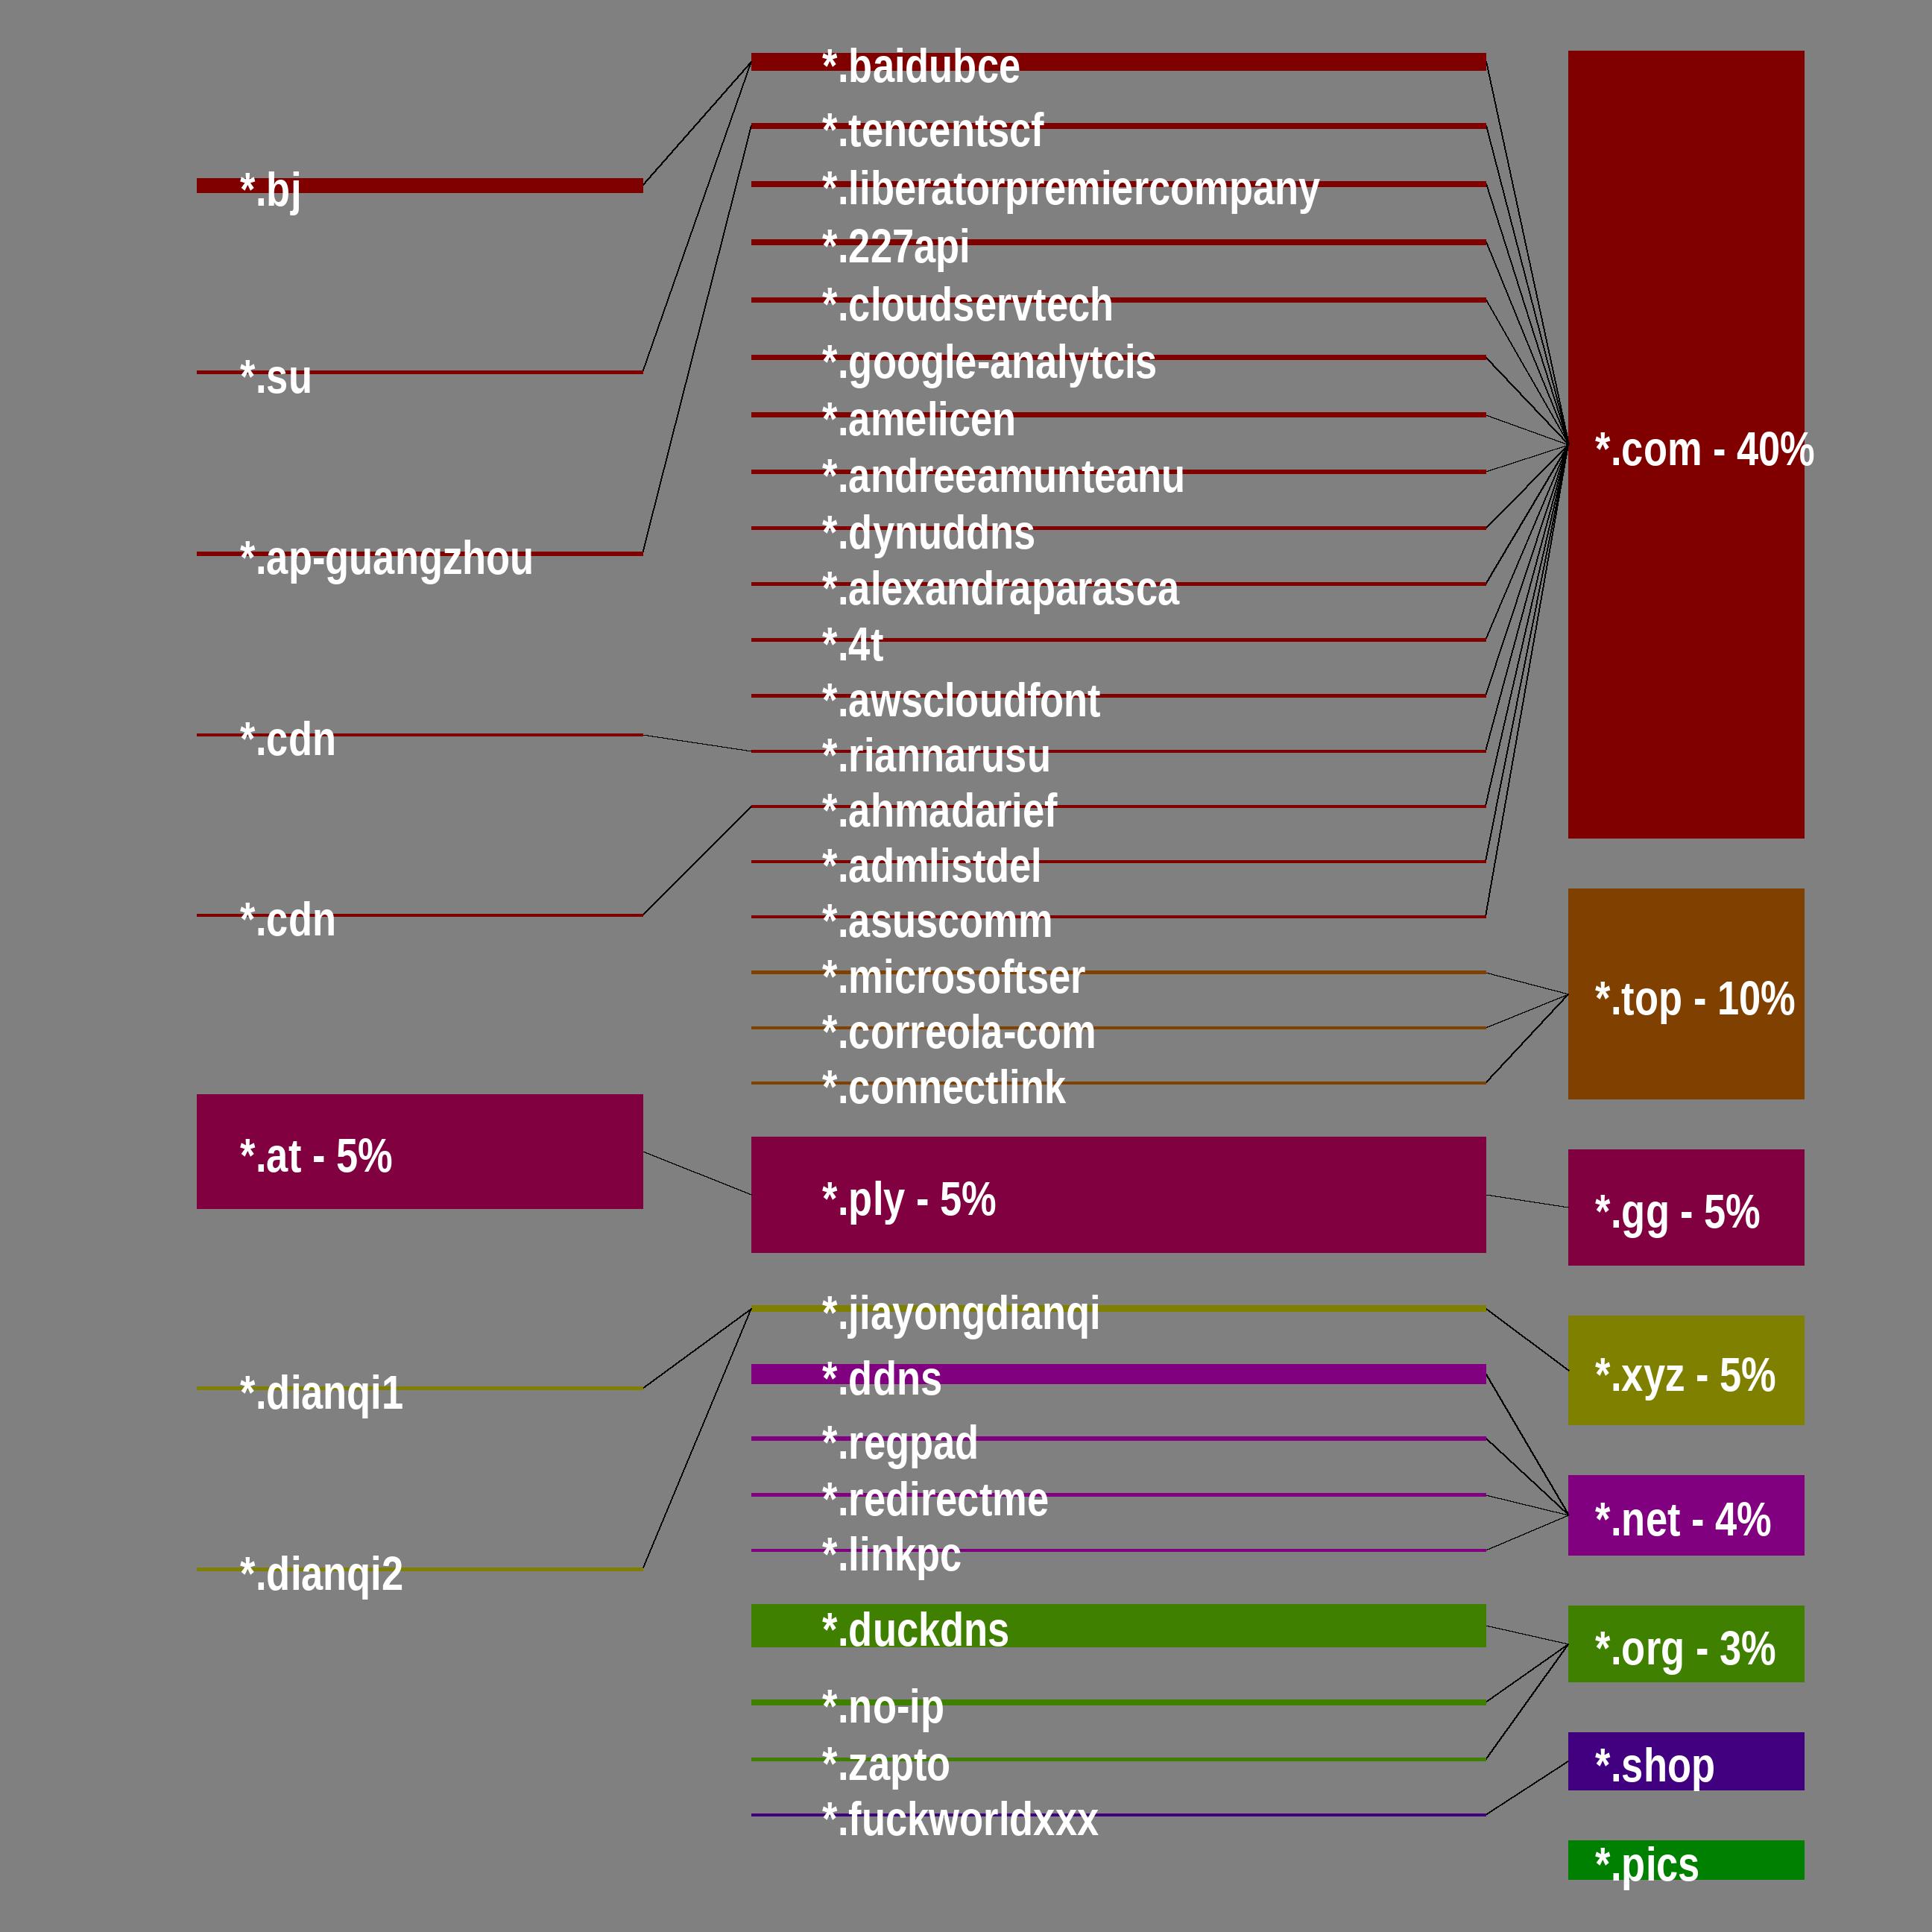 *.bj
*.su
*.ap-guangzhou
*.cdn
*.cdn
*.at - 5%
*.dianqi1
*.dianqi2
*.baidubce
*.tencentscf
*.liberatorpremiercompany
*.227api
*.cloudservtech
*.google-analytcis
*.amelicen
*.andreeamunteanu
*.dynuddns
*.alexandraparasca
*.4t
*.awscloudfont
*.riannarusu
*.ahmadarief
*.admlistdel
*.asuscomm
*.microsoftser
*.correola-com
*.connectlink
*.ply - 5%
*.jiayongdianqi
*.ddns
*.regpad
*.redirectme
*.linkpc
*.duckdns
*.no-ip
*.zapto
*.fuckworldxxx
*.com - 40%
*.top - 10%
*.gg - 5%
*.xyz - 5%
*.net - 4%
*.org - 3%
*.shop
*.pics